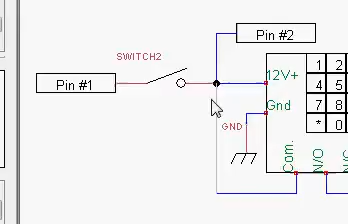 Pin #2
SWITCH2
Pin #1
12V+
1 2
4 5
Gnd
7 8
GND
* 0
Com.
N/O